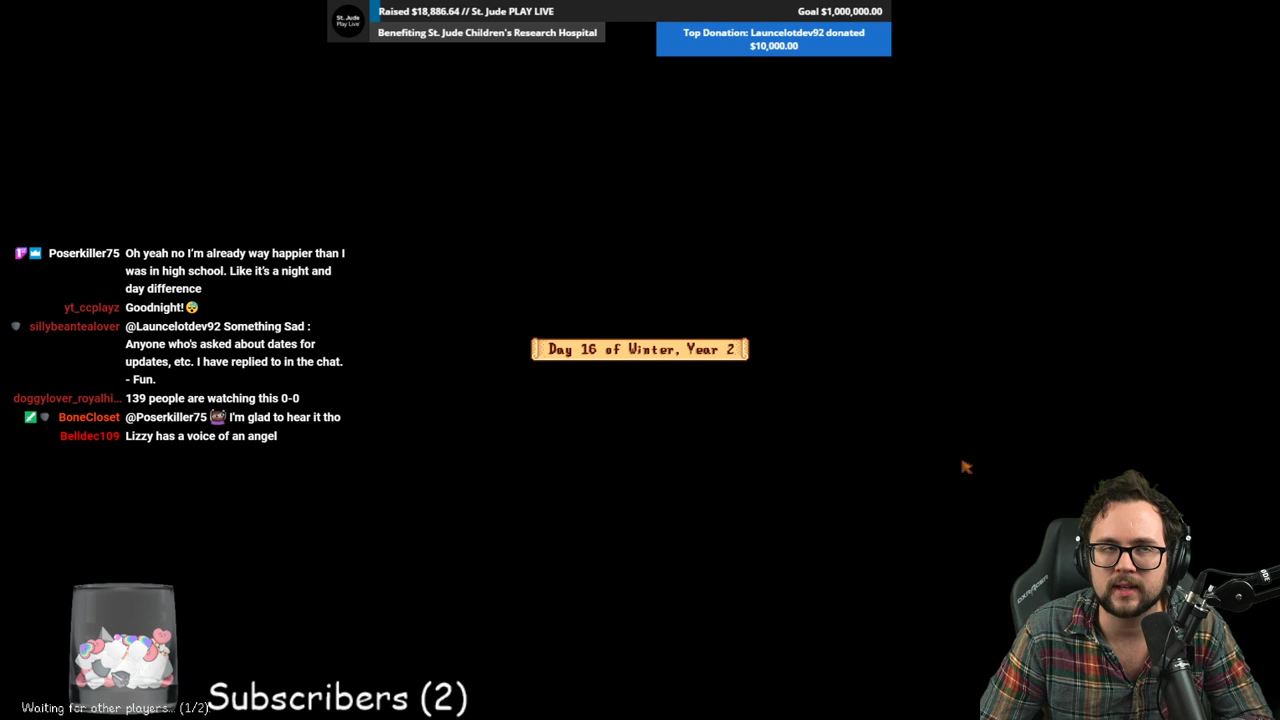 St. Jude
Play Live
Raised $18,886.64 // St. Jude PLAY LIVE
Goal $1,000,000.00
Benefiting St. Jude Children's Research Hospital
Top Donation: Launcelotdev92 donated
$10,000.00
Poserkiller75 Oh yeah no I'm already way happier than I
was in high school. Like it's a night and
day difference
yt_ccplayz Goodnight!
sillybeantealover @Launcelotdev92 Something Sad :
Anyone who's asked about dates for
updates, etc. I have replied to in the chat.
- Fun.
doggylover_royalhi... 139 people are watching this 0-0
BoneCloset @Poserkiller75 I'm glad to hear it tho
Belldec109 Lizzy has a voice of an angel
Day 16 of Winter, Year 2
Subscribers (2)
Waiting for other players... (1/2)